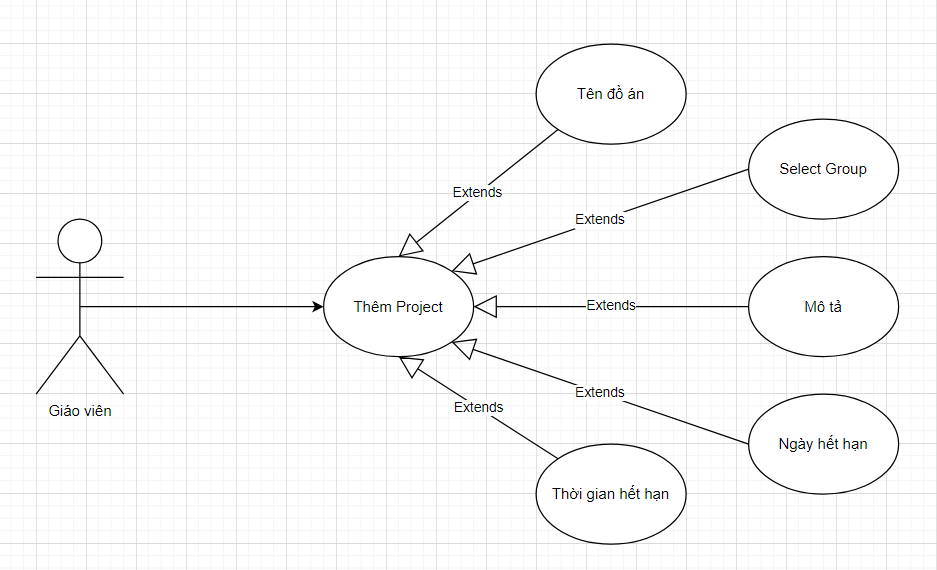 Tên đồ án
Select Group
Extends
Extends
Thêm Project
Extends
Mô tả
Giáo viên
Extends
Extends
Ngày hết hạn
Thời gian hết hạn